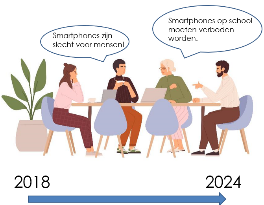 Smartphones zijn
slecht voor mensen!
Smartphones op school
moeten verboden
worden.
2018
2024